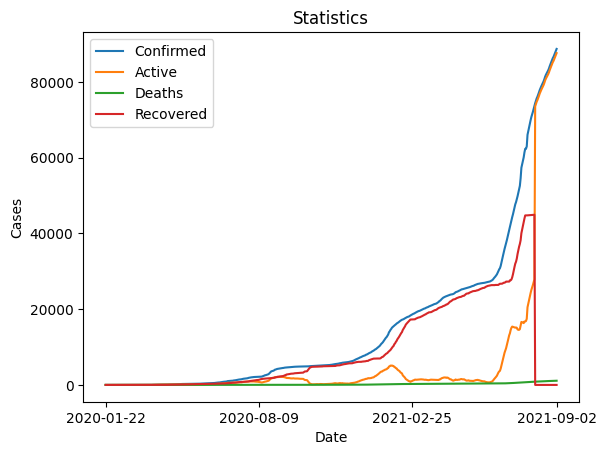 Statistics
Confirmed
Active
Deaths
Recovered
80000
60000
40000
20000
0
Cases
2020-01-22
2020-08-09
2021-02-25
2021-09-02
Date